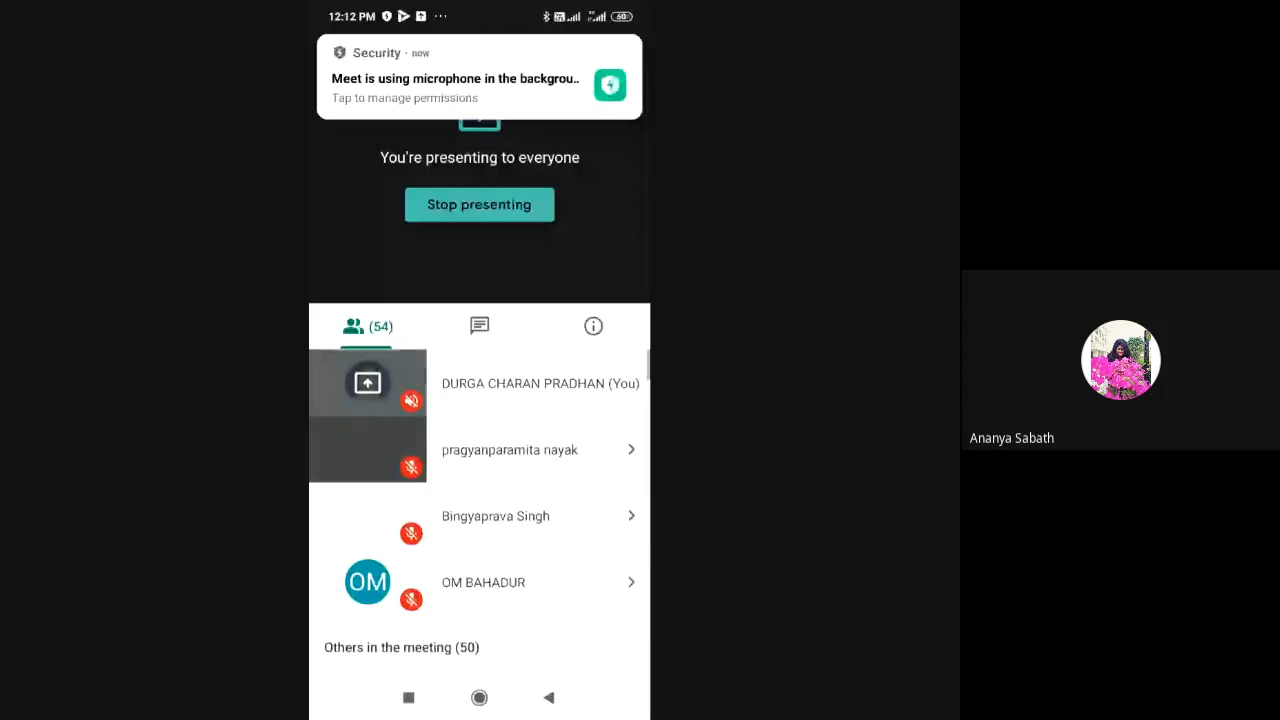 12:12 PM
60
Security · now
Meet is using microphone in the backgrou..
Tap to manage permissions
You're presenting to everyone
Stop presenting
(54)
DURGA CHARAN PRADHAN (You)
pragyanparamita nayak
Bingyaprava Singh
OM
OM BAHADUR
Others in the meeting (50)
Ananya Sabath